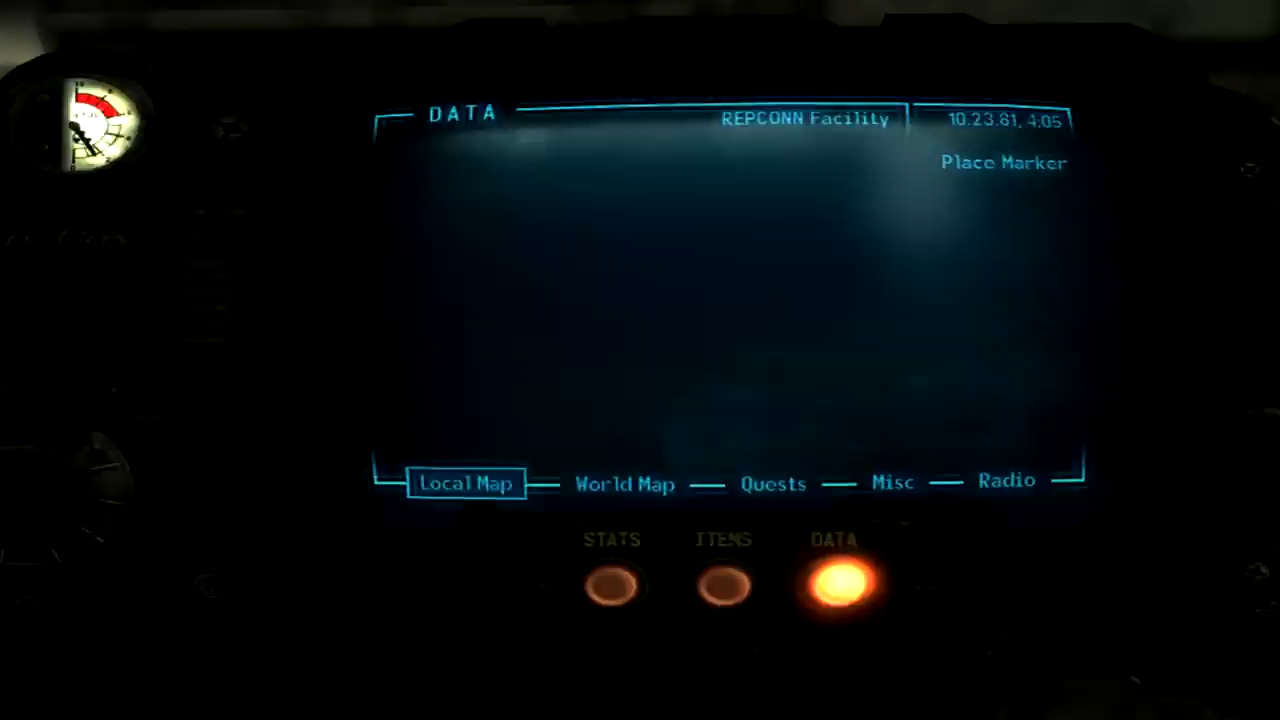 DATA
REPCONN Facility
10.23.81, 4:05
Place Marker
Local Map
World Map
Quests
Misc
Radio
STATS
ITEMS
DATA